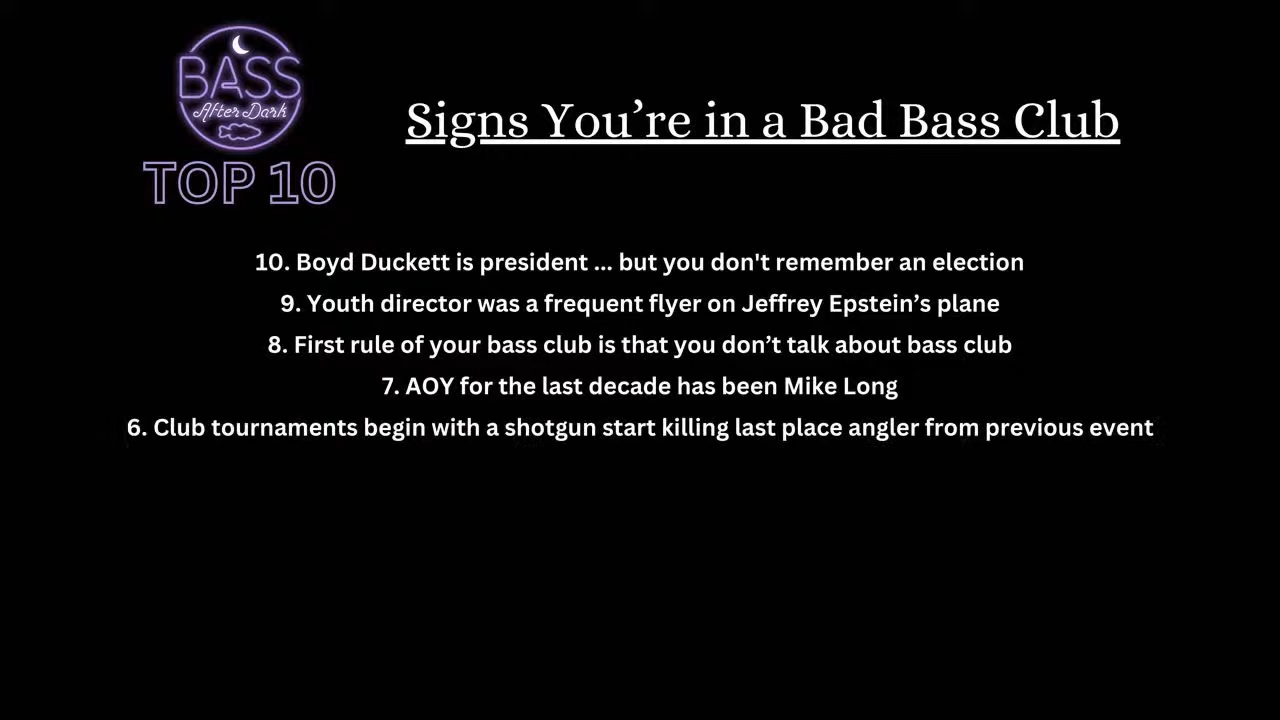 BASS
After Dark
TOP 10
Signs You’re in a Bad Bass Club
10. Boyd Duckett is president ... but you don't remember an election
9. Youth director was a frequent flyer on Jeffrey Epstein’s plane
8. First rule of your bass club is that you don’t talk about bass club
7. AOY for the last decade has been Mike Long
6. Club tournaments begin with a shotgun start killing last place angler from previous event